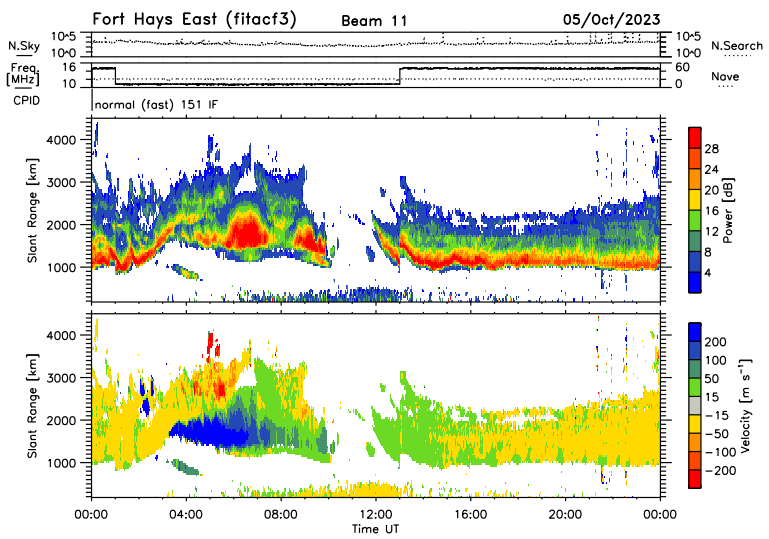 Fort Hays East (fitacf3) Beam 11 05/Oct/2023
N.Sky 10^5 10^0 10^5 10^0 N.Search
Freq. [MHz] 16 10 60 0 Nave
CPID normal (fast) 151 IF
Slant Range [km] 4000 3000 2000 1000
Power [dB] 28 24 20 16 12 8 4
Slant Range [km] 4000 3000 2000 1000
Velocity [m s⁻¹] 200 100 50 15 −15 −50 −100 −200
00:00 04:00 08:00 12:00 16:00 20:00 00:00
Time UT